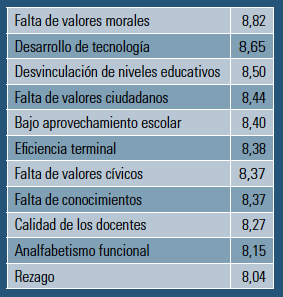 Falta de valores morales 8,82
Desarrollo de tecnología 8,65
Desvinculación de niveles educativos 8,50
Falta de valores ciudadanos 8,44
Bajo aprovechamiento escolar 8,40
Eficiencia terminal 8,38
Falta de valores cívicos 8,37
Falta de conocimientos 8,37
Calidad de los docentes 8,27
Analfabetismo funcional 8,15
Rezago 8,04